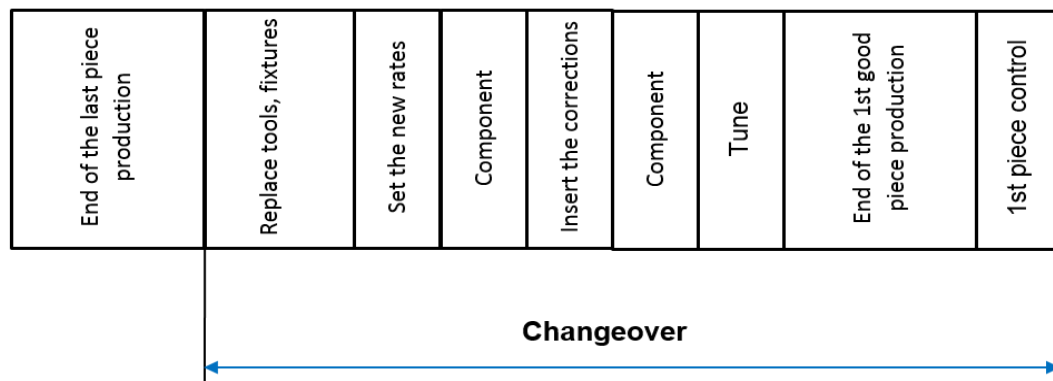 End of the last piece
production
Replace tools, fixtures
Set the new rates
Component
Insert the corrections
Component
Tune
End of the 1st good
piece production
1st piece control
Changeover